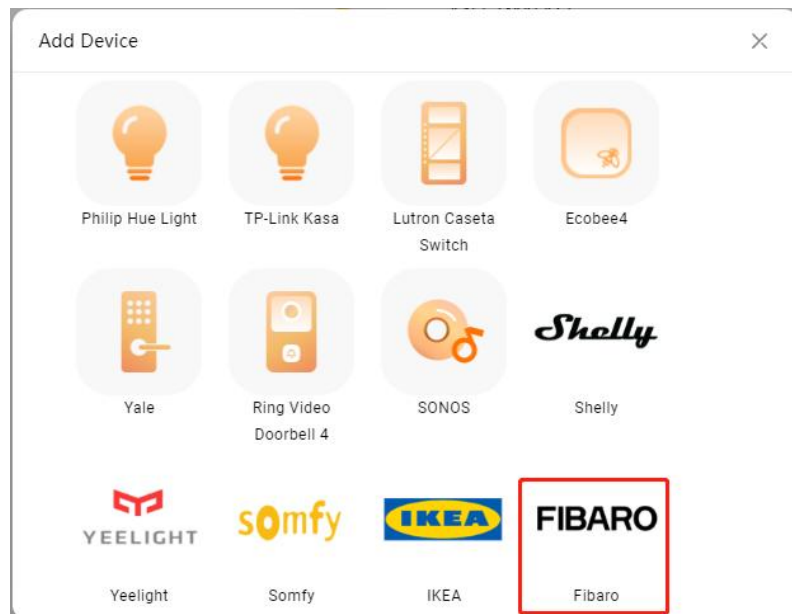 Add Device
Philip Hue Light
TP-Link Kasa
Lutron Caseta
Switch
Ecobee4
Yale
Ring Video
Doorbell 4
SONOS
Shelly
Shelly
YEELIGHT
somfy
IKEA
FIBARO
Yeelight
Somfy
IKEA
Fibaro